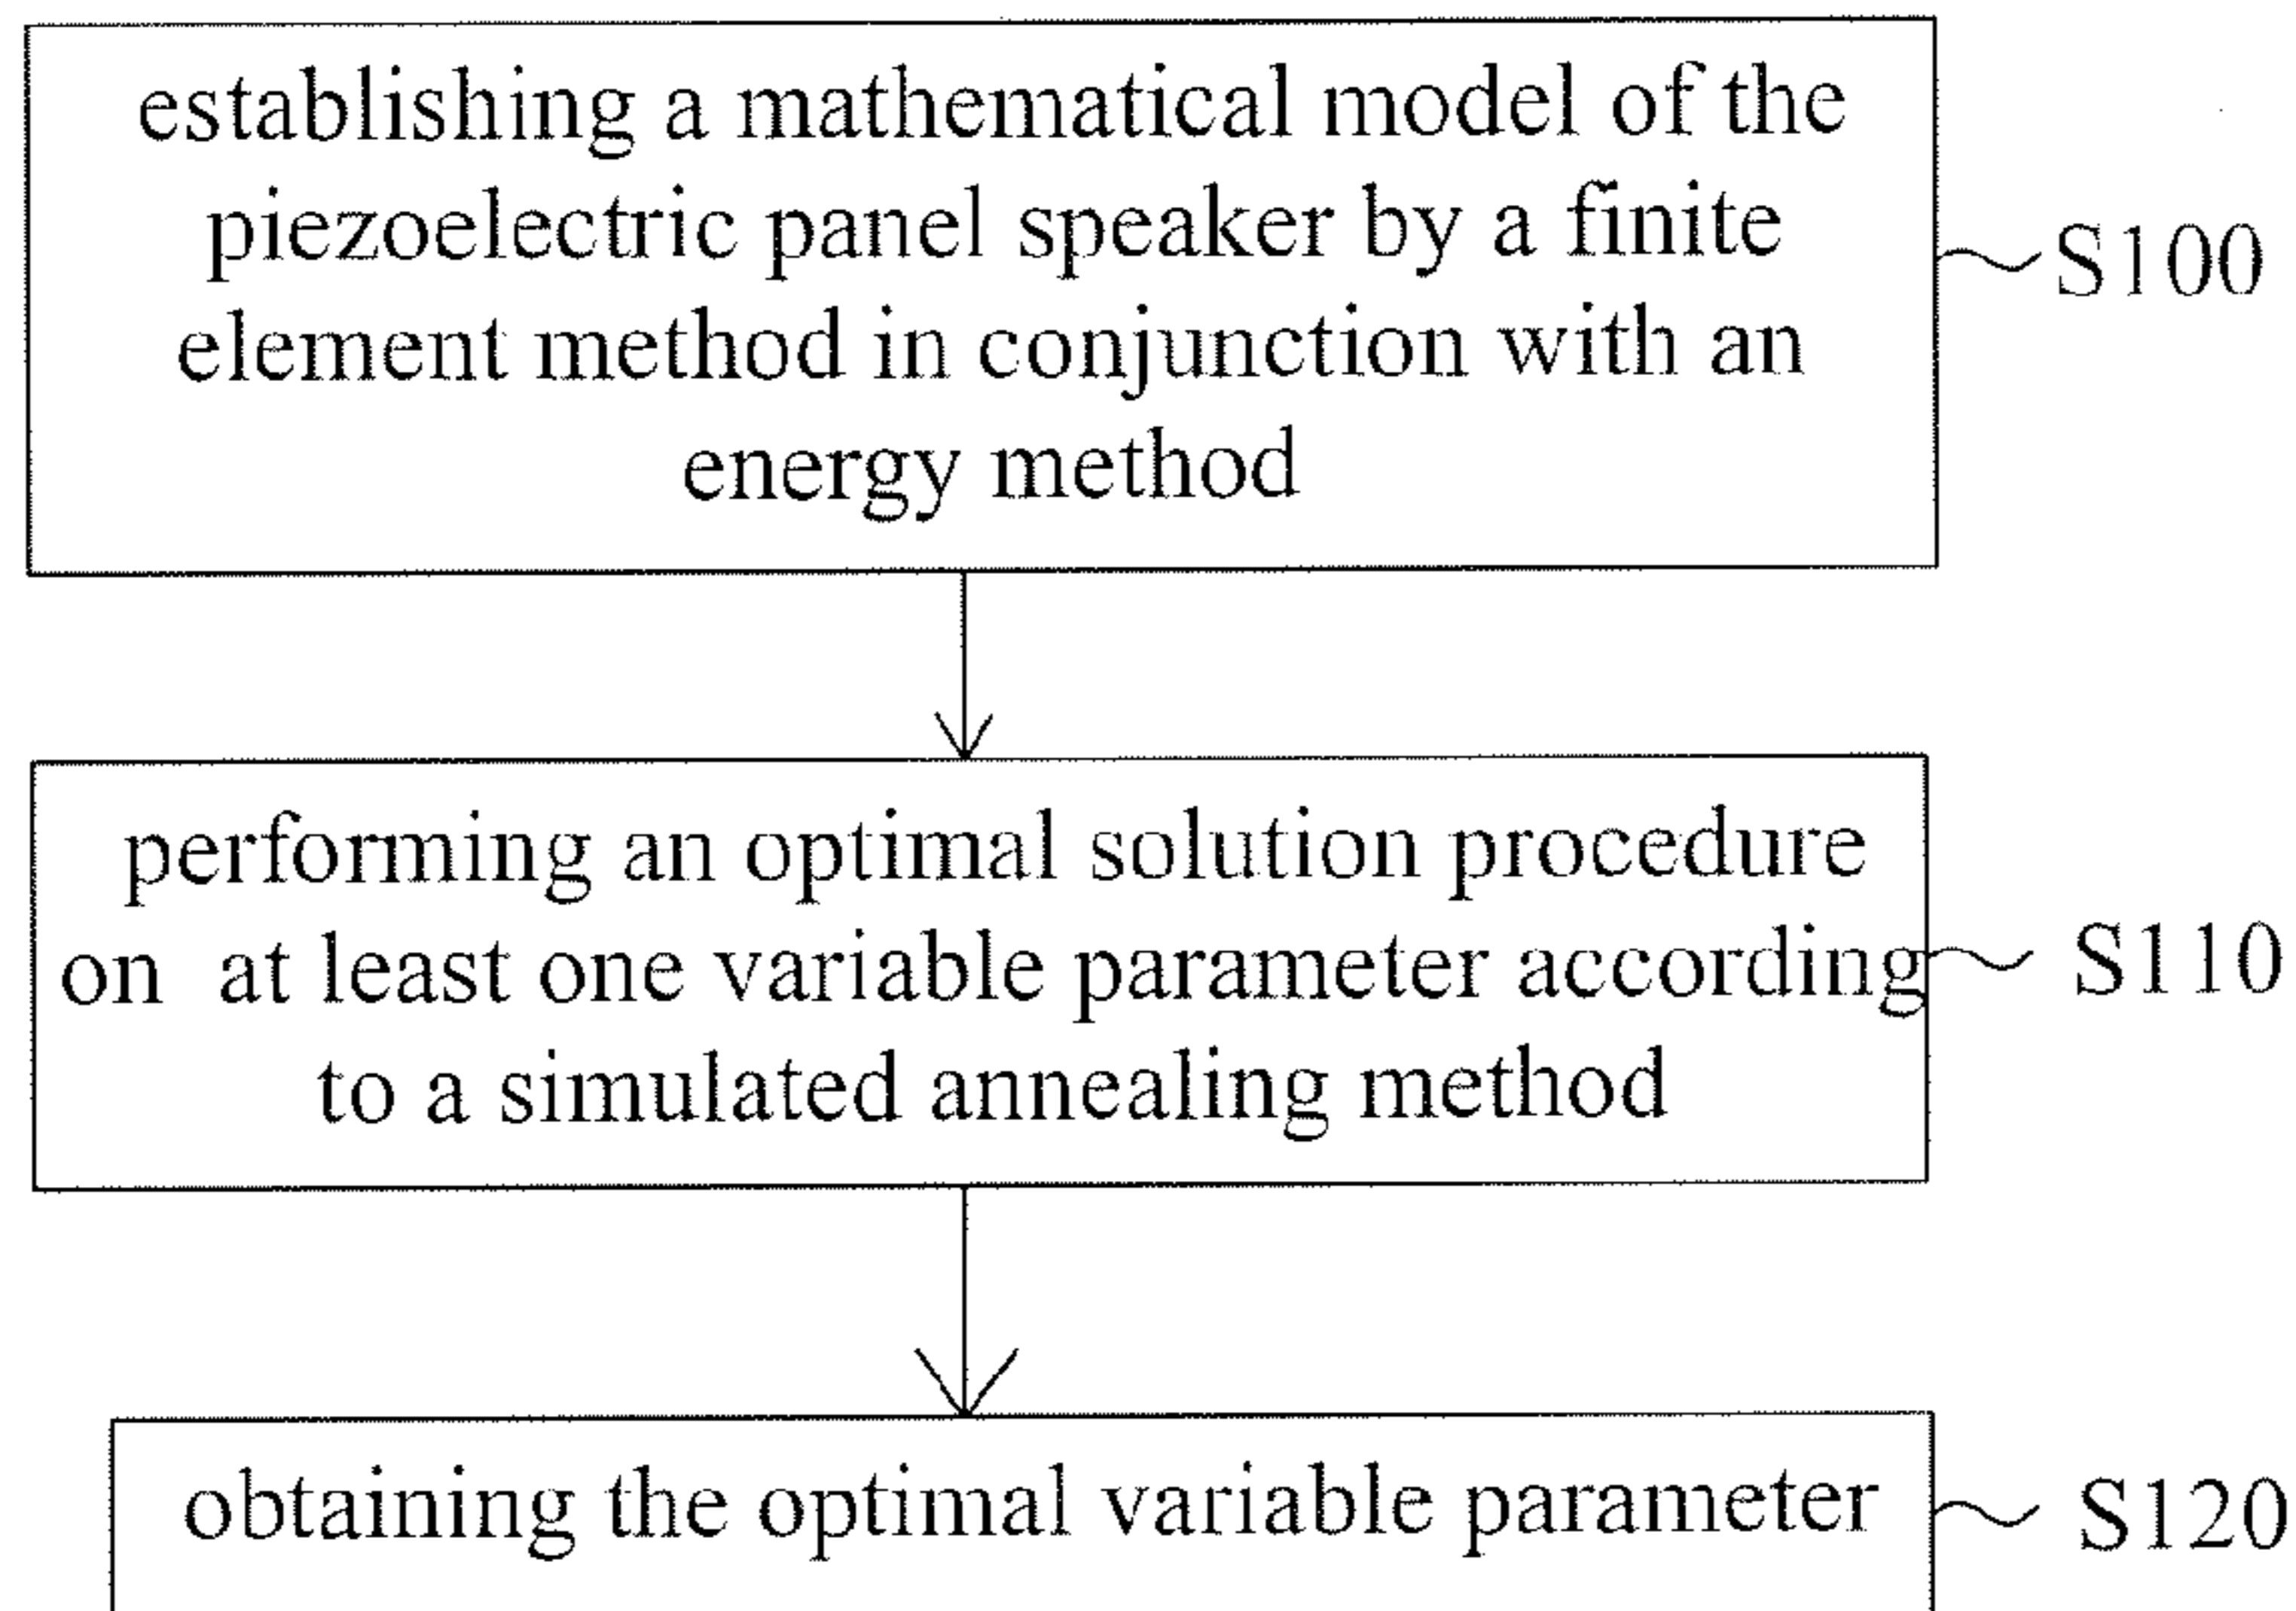 establishing a mathematical model of the
piezoelectric panel speaker by a finite
element method in conjunction with an
energy method
S100
performing an optimal solution procedure
on at least one variable parameter according
to a simulated annealing method
S110
obtaining the optimal variable parameter
S120